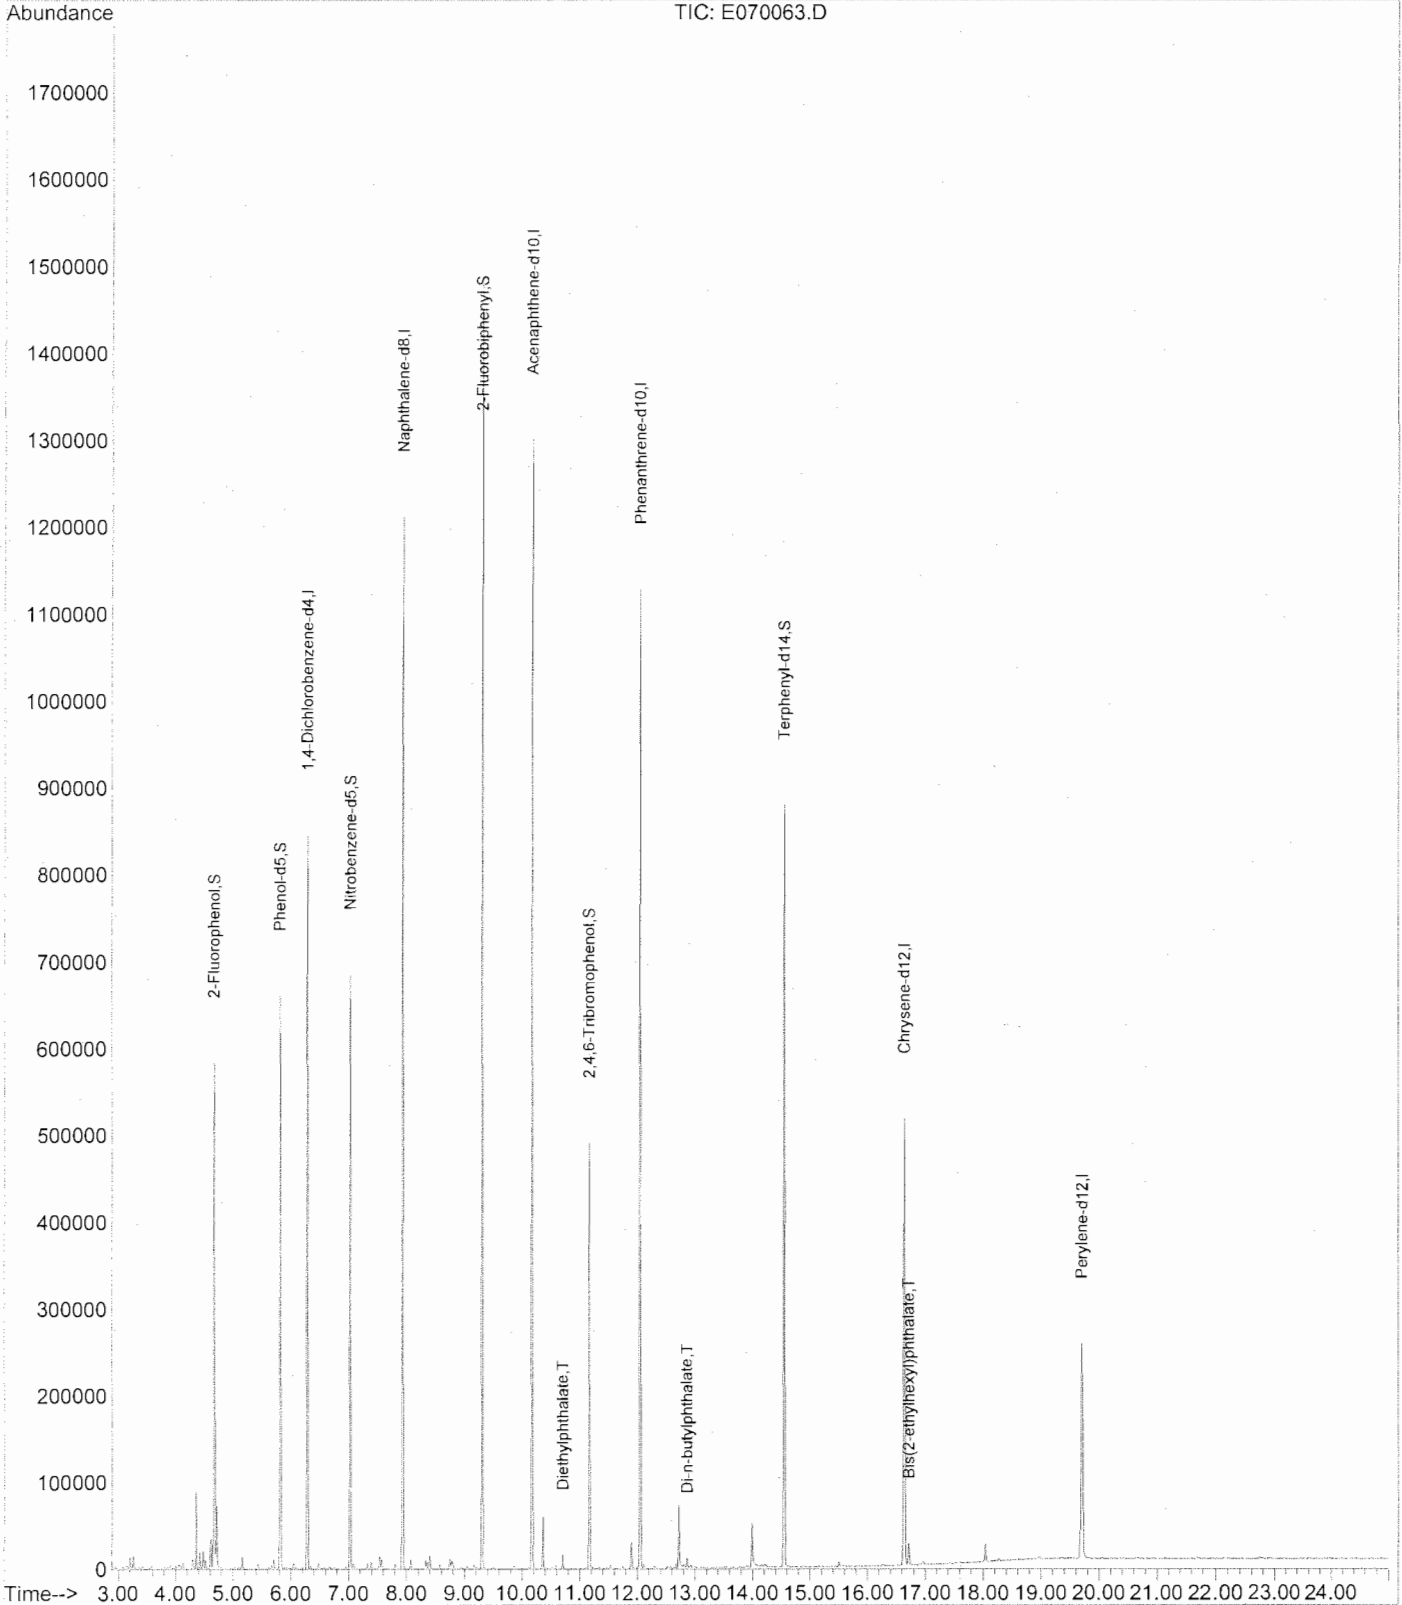 Abundance
TIC: E070063.D
1700000
1600000
1500000
1400000
1300000
1200000
1100000
1000000
900000
800000
700000
600000
500000
400000
300000
200000
100000
0
2-Fluorophenol,S
Phenol-d5,S
1,4-Dichlorobenzene-d4,I
Nitrobenzene-d5,S
Naphthalene-d8,I
2-Fluorobiphenyl,S
Acenaphthene-d10,I
Diethylphthalate,T
2,4,6-Tribromophenol,S
Phenanthrene-d10,I
Di-n-butylphthalate,T
Terphenyl-d14,S
Chrysene-d12,I
Bis(2-ethylhexyl)phthalate,T
Perylene-d12,I
Time--> 3.00 4.00 5.00 6.00 7.00 8.00 9.00 10.00 11.00 12.00 13.00 14.00 15.00 16.00 17.00 18.00 19.00 20.00 21.00 22.00 23.00 24.00